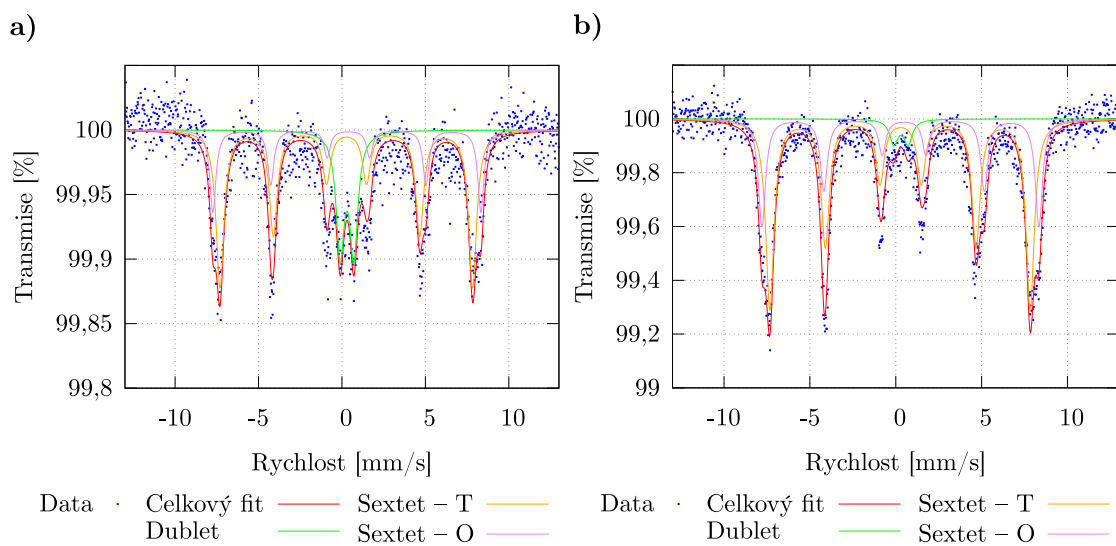 a)
100
99,95
99,9
99,85
99,8
-10 -5 0 5 10
Transmise [%]
Rychlost [mm/s]
Data Celkový fit Sextet – T
Dublet Sextet – O
b)
100
99,8
99,6
99,4
99,2
99
-10 -5 0 5 10
Transmise [%]
Rychlost [mm/s]
Data Celkový fit Sextet – T
Dublet Sextet – O